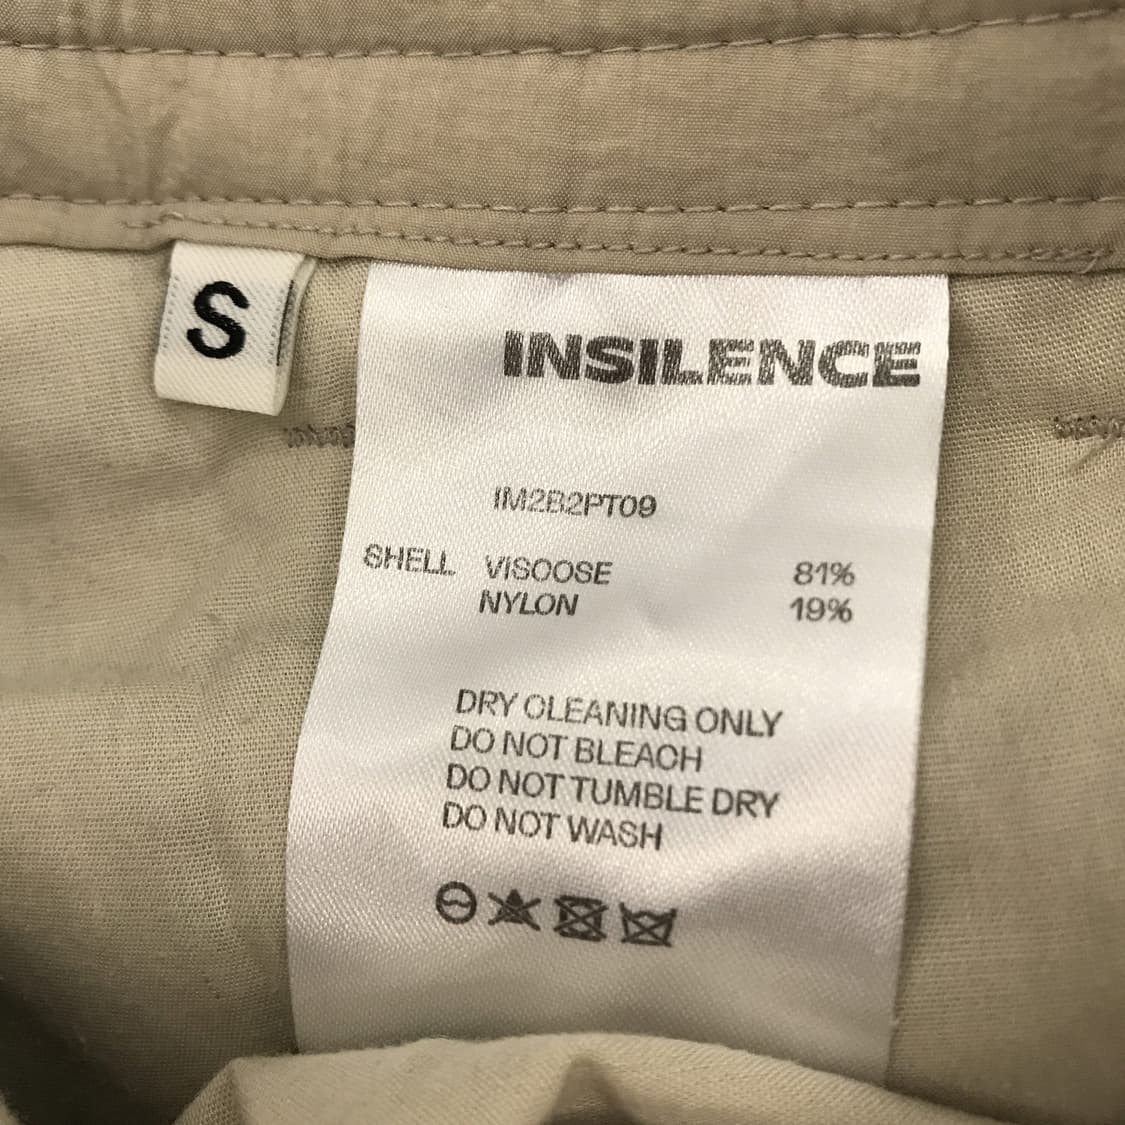 S
INSILENCE
IM2B2PT09
SHELL VISOOSE 81%
NYLON 19%
DRY CLEANING ONLY
DO NOT BLEACH
DO NOT TUMBLE DRY
DO NOT WASH